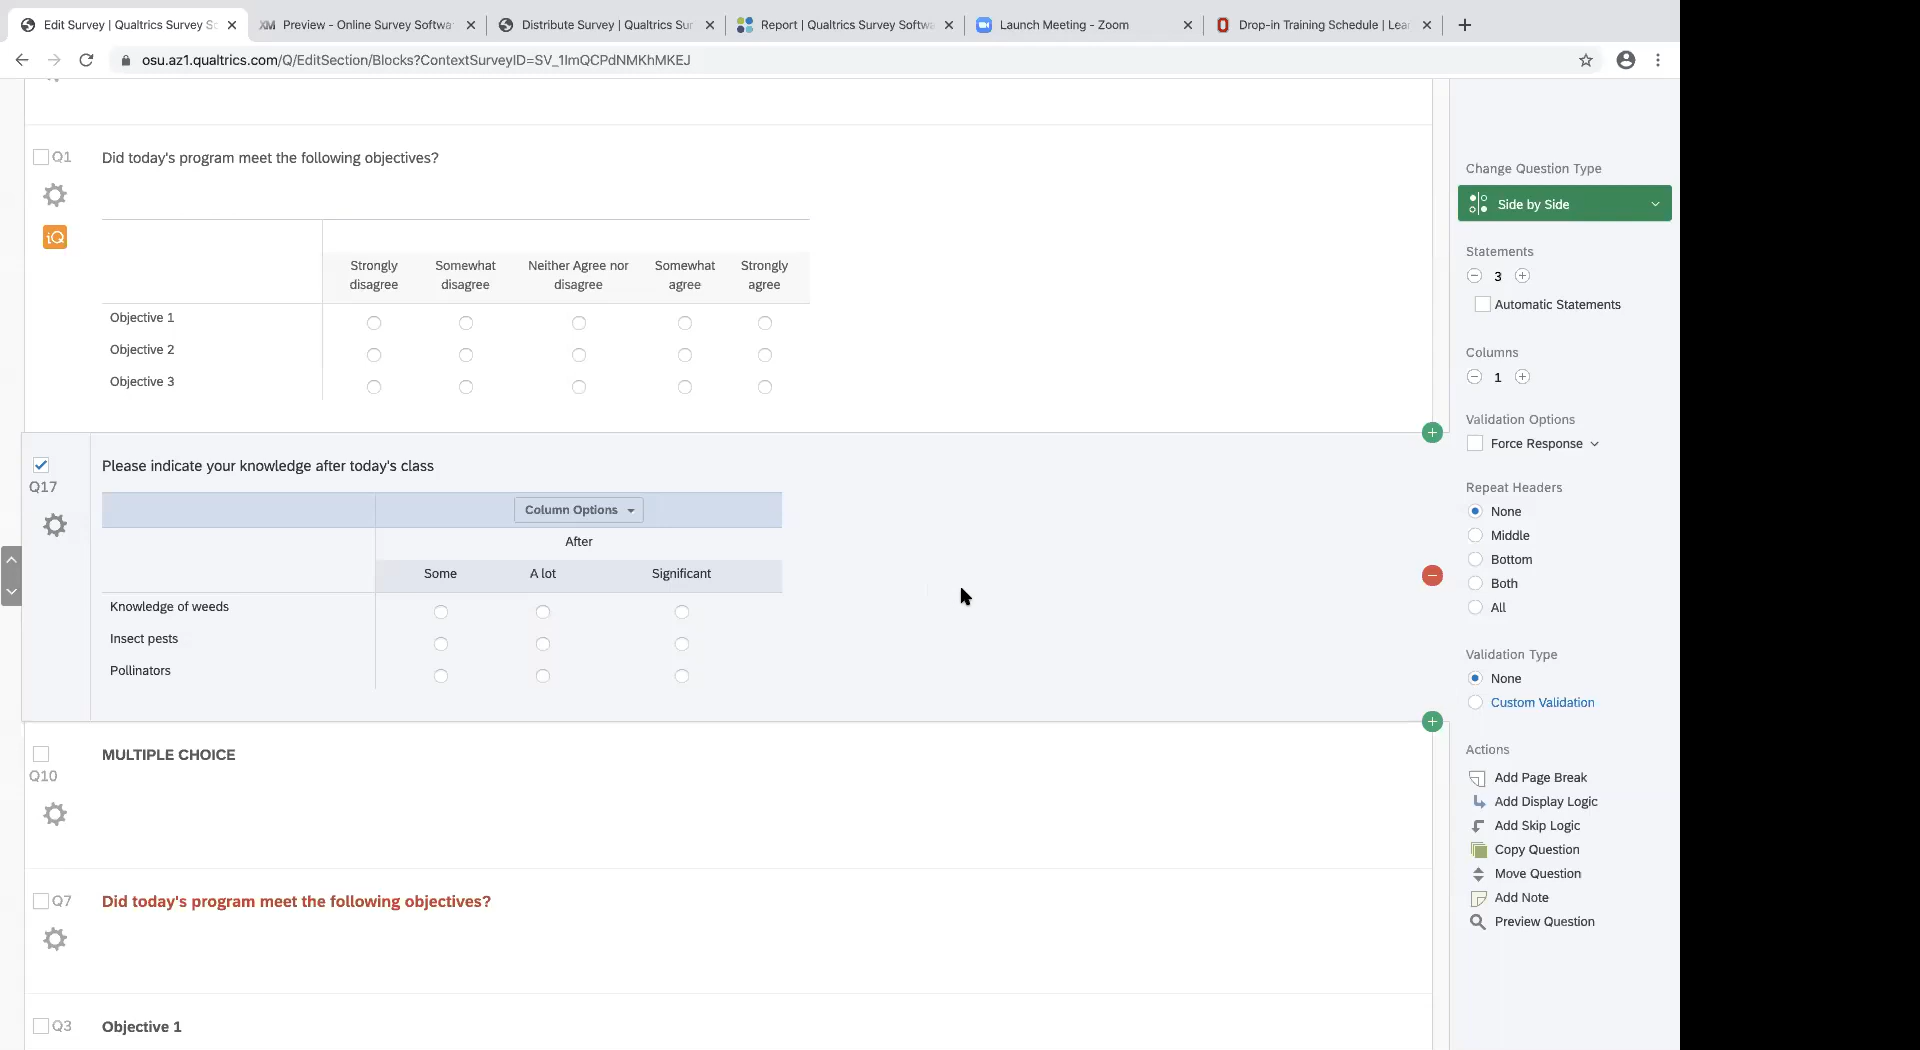 Edit Survey | Qualtrics Survey So
Preview - Online Survey Softwa
Distribute Survey | Qualtrics Sur
Report | Qualtrics Survey Softwa
Launch Meeting - Zoom
Drop-in Training Schedule | Lea
osu.az1.qualtrics.com/Q/EditSection/Blocks?ContextSurveyID=SV_1ImQCPdNMKhMKEJ
Q1
Did today's program meet the following objectives?
iQ
Strongly disagree
Somewhat disagree
Neither Agree nor disagree
Somewhat agree
Strongly agree
Objective 1
Objective 2
Objective 3
Q17
Please indicate your knowledge after today's class
Column Options
After
Some
A lot
Significant
Knowledge of weeds
Insect pests
Pollinators
Q10
MULTIPLE CHOICE
Q7
Did today's program meet the following objectives?
Q3
Objective 1
Change Question Type
Side by Side
Statements
3
Automatic Statements
Columns
1
Validation Options
Force Response
Repeat Headers
None
Middle
Bottom
Both
All
Validation Type
None
Custom Validation
Actions
Add Page Break
Add Display Logic
Add Skip Logic
Copy Question
Move Question
Add Note
Preview Question